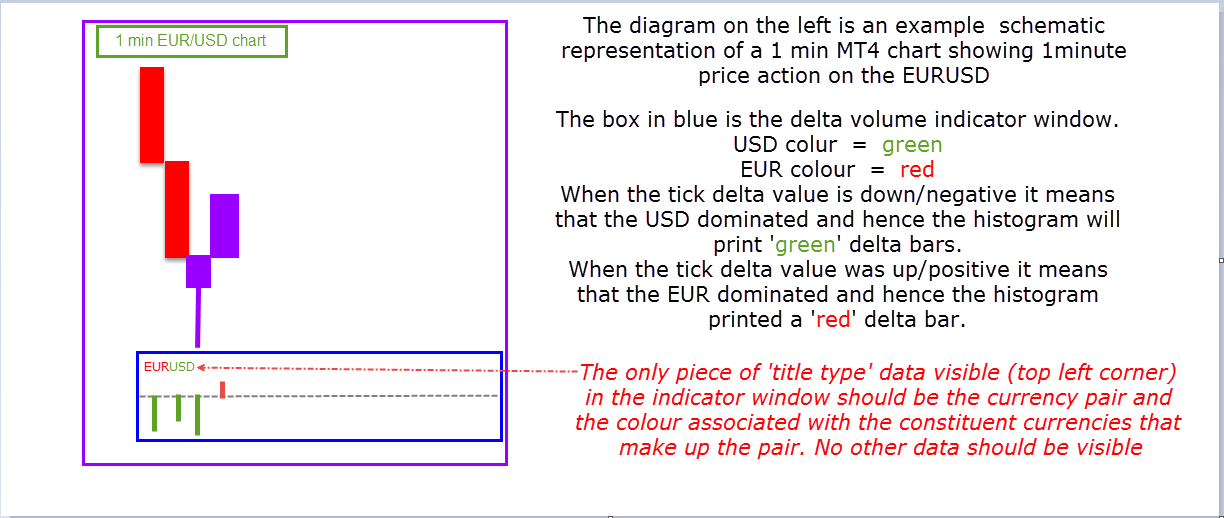 1 min EUR/USD chart
EURUSD
The diagram on the left is an example schematic
representation of a 1 min MT4 chart showing 1minute
price action on the EURUSD
The box in blue is the delta volume indicator window.
USD colur = green
EUR colour = red
When the tick delta value is down/negative it means
that the USD dominated and hence the histogram will
print 'green' delta bars.
When the tick delta value was up/positive it means
that the EUR dominated and hence the histogram
printed a 'red' delta bar.
The only piece of 'title type' data visible (top left corner)
in the indicator window should be the currency pair and
the colour associated with the constituent currencies that
make up the pair. No other data should be visible